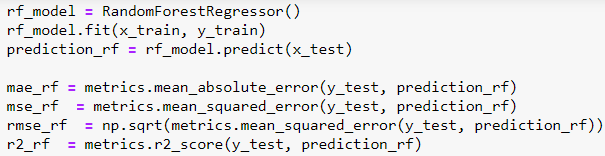 rf_model = RandomForestRegressor()
rf_model.fit(x_train, y_train)
prediction_rf = rf_model.predict(x_test)

mae_rf = metrics.mean_absolute_error(y_test, prediction_rf)
mse_rf  = metrics.mean_squared_error(y_test, prediction_rf)
rmse_rf  = np.sqrt(metrics.mean_squared_error(y_test, prediction_rf))
r2_rf  = metrics.r2_score(y_test, prediction_rf)